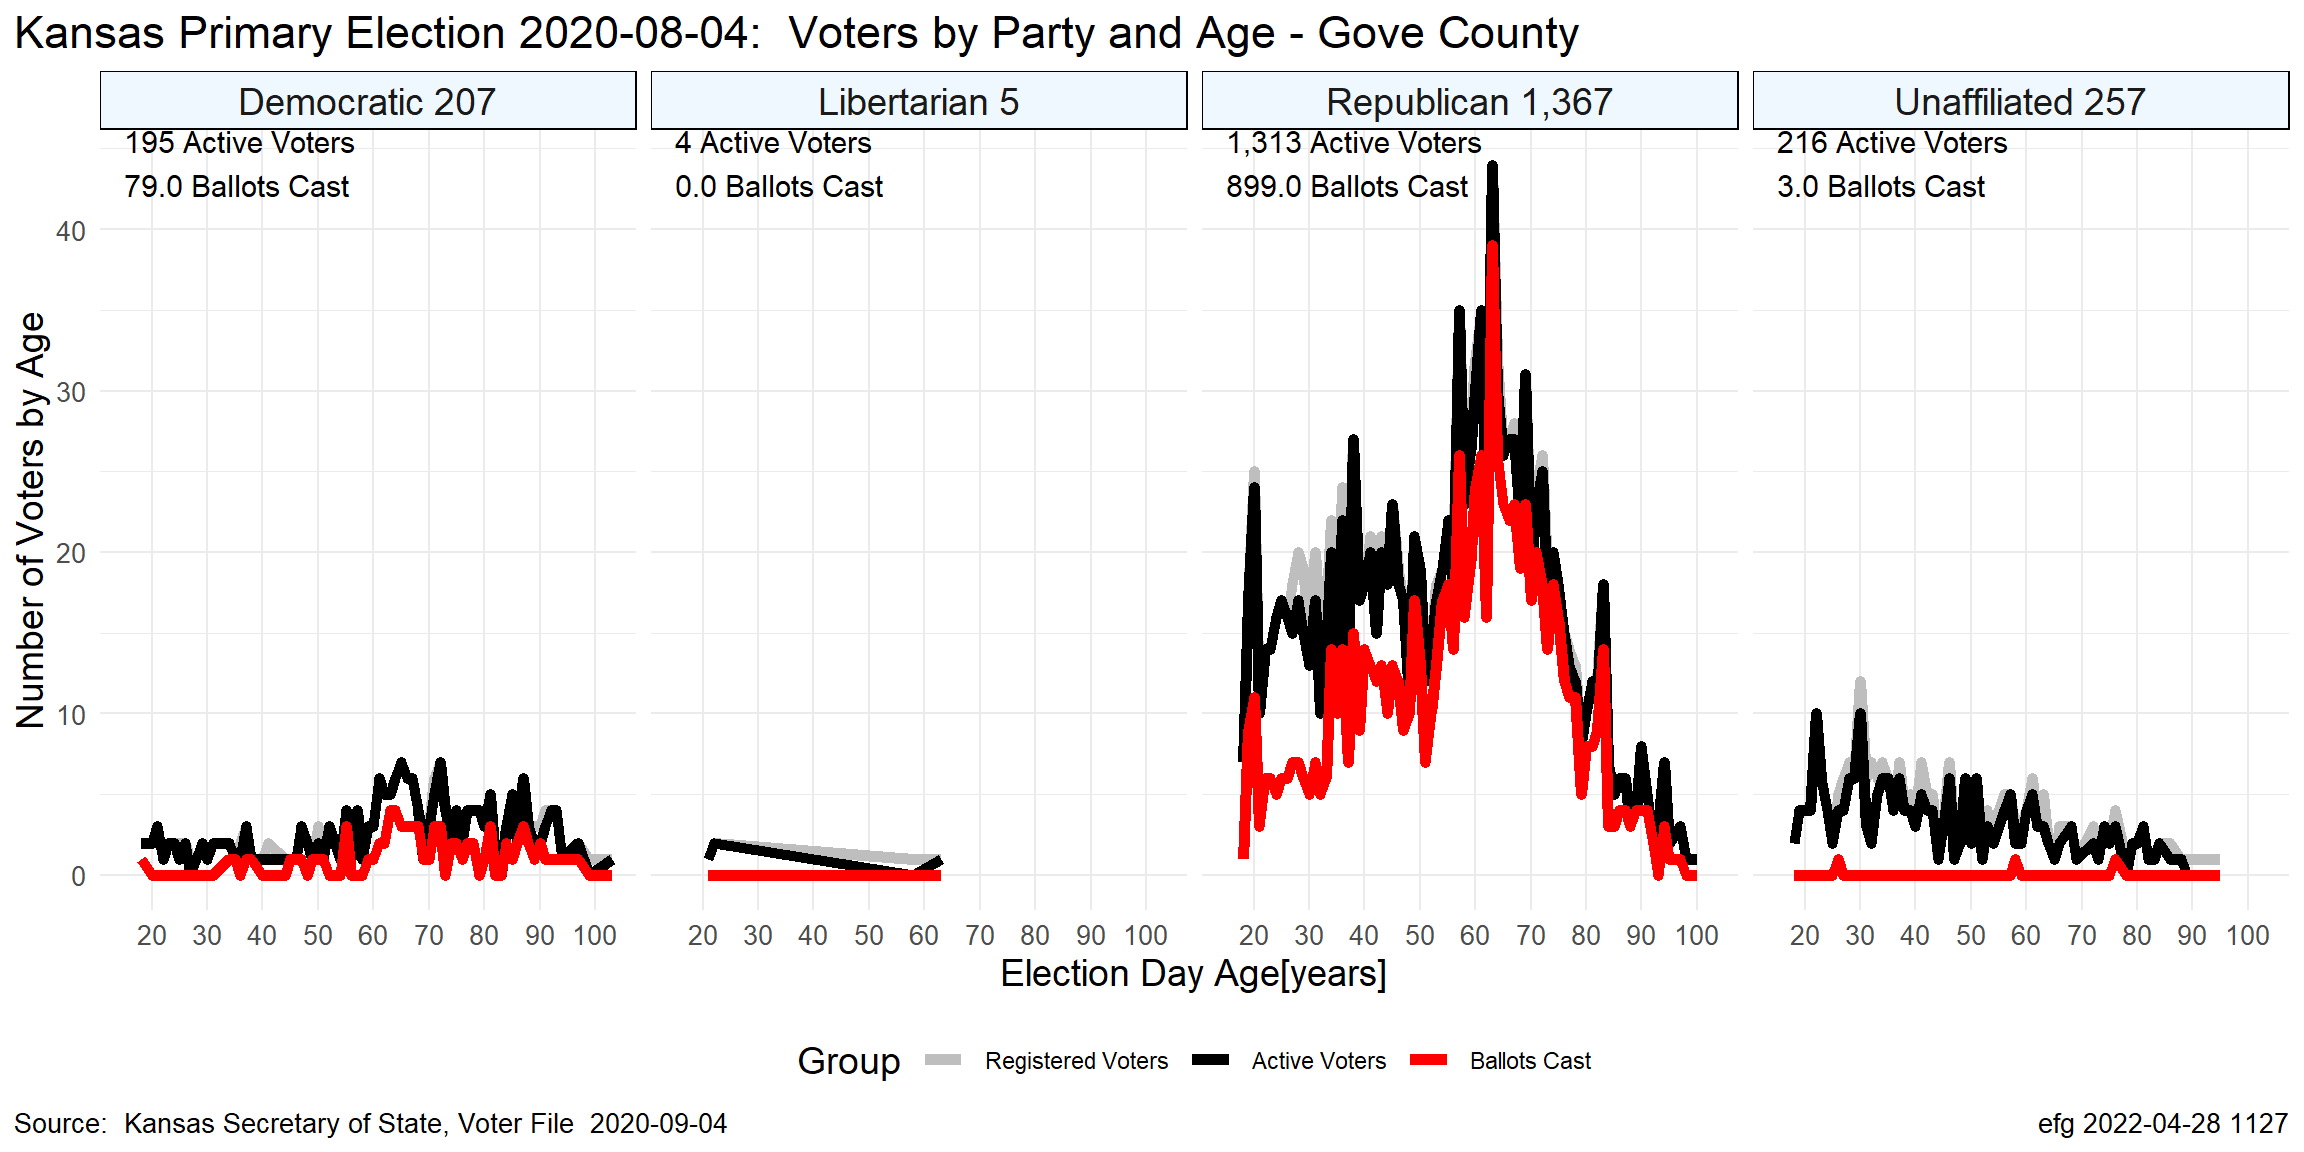 Kansas Primary Election 2020-08-04:  Voters by Party and Age - Gove County
Democratic 207
Libertarian 5
Republican 1,367
Unaffiliated 257
195 Active Voters
79.0 Ballots Cast
4 Active Voters
0.0 Ballots Cast
1,313 Active Voters
899.0 Ballots Cast
216 Active Voters
3.0 Ballots Cast
Number of Voters by Age
40
30
20
10
0
20 30 40 50 60 70 80 90 100
20 30 40 50 60 70 80 90 100
20 30 40 50 60 70 80 90 100
20 30 40 50 60 70 80 90 100
Election Day Age[years]
Group Registered Voters Active Voters Ballots Cast
Source:  Kansas Secretary of State, Voter File  2020-09-04
efg 2022-04-28 1127